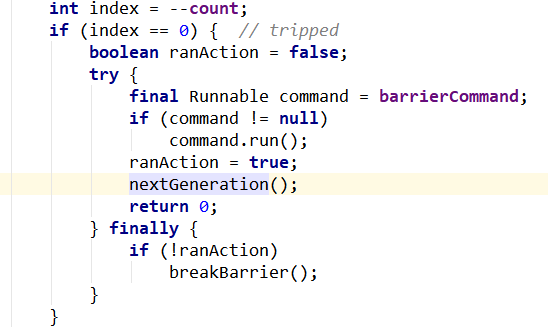 int index = --count;
if (index == 0) {  // tripped
    boolean ranAction = false;
    try {
        final Runnable command = barrierCommand;
        if (command != null)
            command.run();
        ranAction = true;
        nextGeneration();
        return 0;
    } finally {
        if (!ranAction)
            breakBarrier();
    }
}